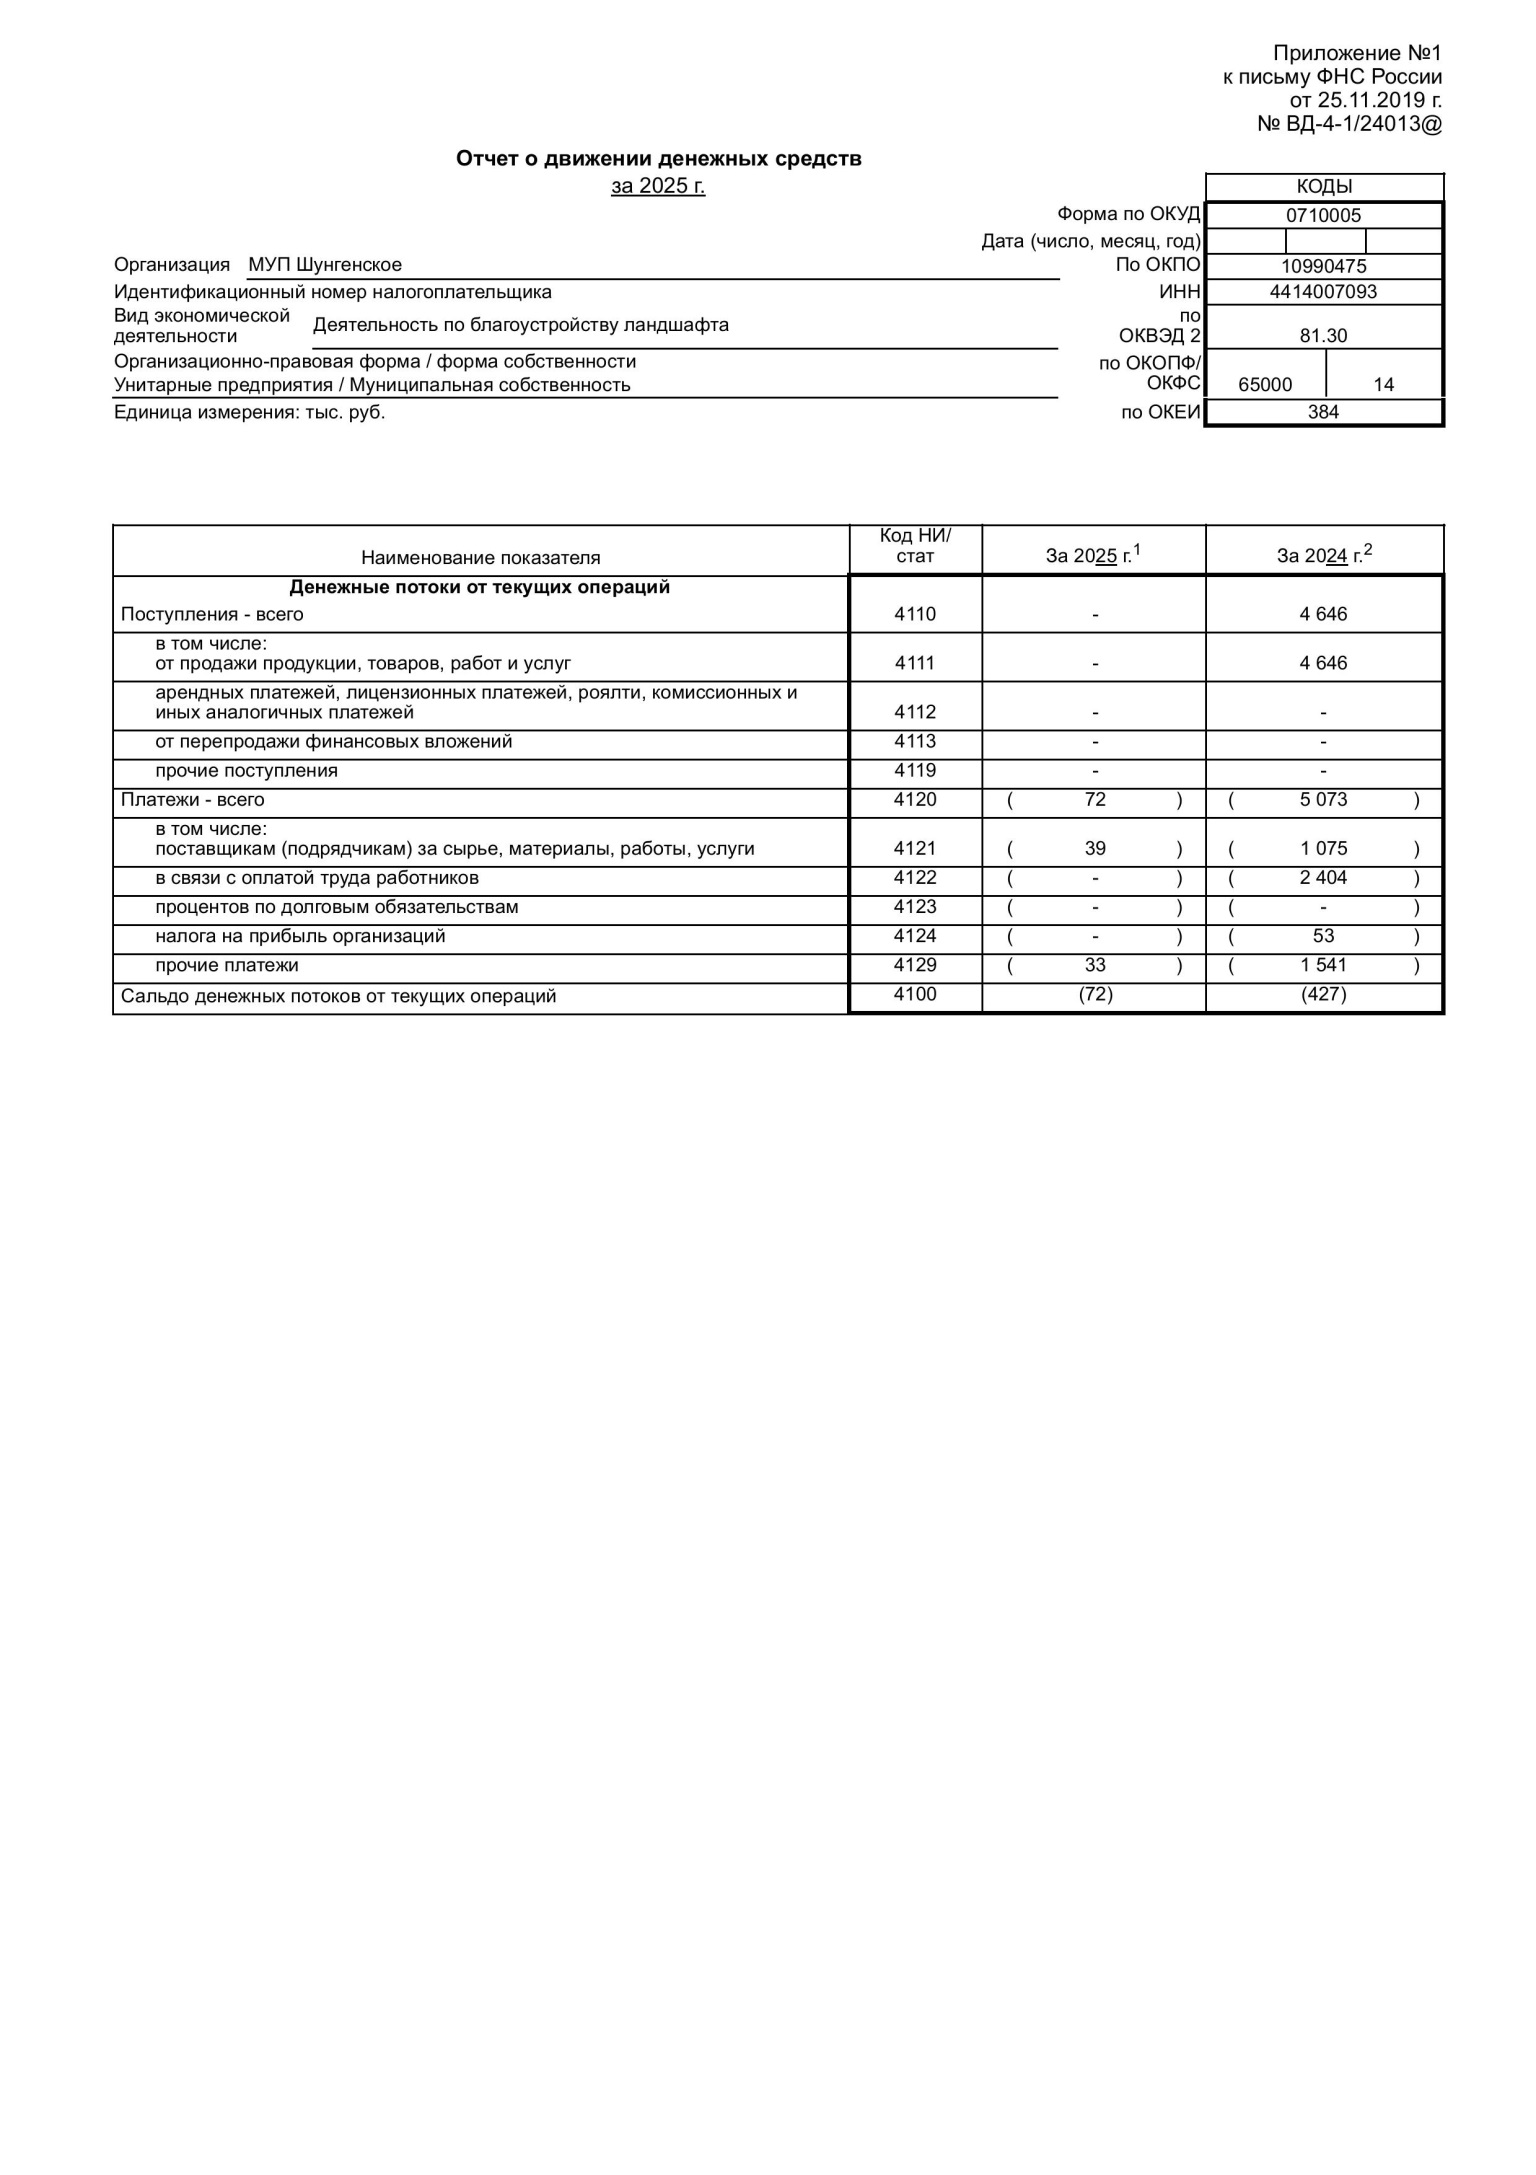 Приложение №1
к письму ФНС России
от 25.11.2019 г.
№ ВД-4-1/24013@
Отчет о движении денежных средств
за 2025 г.
КОДЫ
Форма по ОКУД 0710005
Дата (число, месяц, год)
Организация МУП Шунгенское По ОКПО 10990475
Идентификационный номер налогоплательщика ИНН 4414007093
Вид экономической
деятельности Деятельность по благоустройству ландшафта по
ОКВЭД 2 81.30
Организационно-правовая форма / форма собственности по ОКОПФ/
Унитарные предприятия / Муниципальная собственность ОКФС 65000 14
Единица измерения: тыс. руб. по ОКЕИ 384
Наименование показателя Код НИ/
стат За 2025 г.1 За 2024 г.2
Денежные потоки от текущих операций
Поступления - всего 4110 - 4 646
в том числе:
от продажи продукции, товаров, работ и услуг 4111 - 4 646
арендных платежей, лицензионных платежей, роялти, комиссионных и
иных аналогичных платежей 4112 - -
от перепродажи финансовых вложений 4113 - -
прочие поступления 4119 - -
Платежи - всего 4120 ( 72 ) ( 5 073 )
в том числе:
поставщикам (подрядчикам) за сырье, материалы, работы, услуги 4121 ( 39 ) ( 1 075 )
в связи с оплатой труда работников 4122 ( - ) ( 2 404 )
процентов по долговым обязательствам 4123 ( - ) ( - )
налога на прибыль организаций 4124 ( - ) ( 53 )
прочие платежи 4129 ( 33 ) ( 1 541 )
Сальдо денежных потоков от текущих операций 4100 (72) (427)